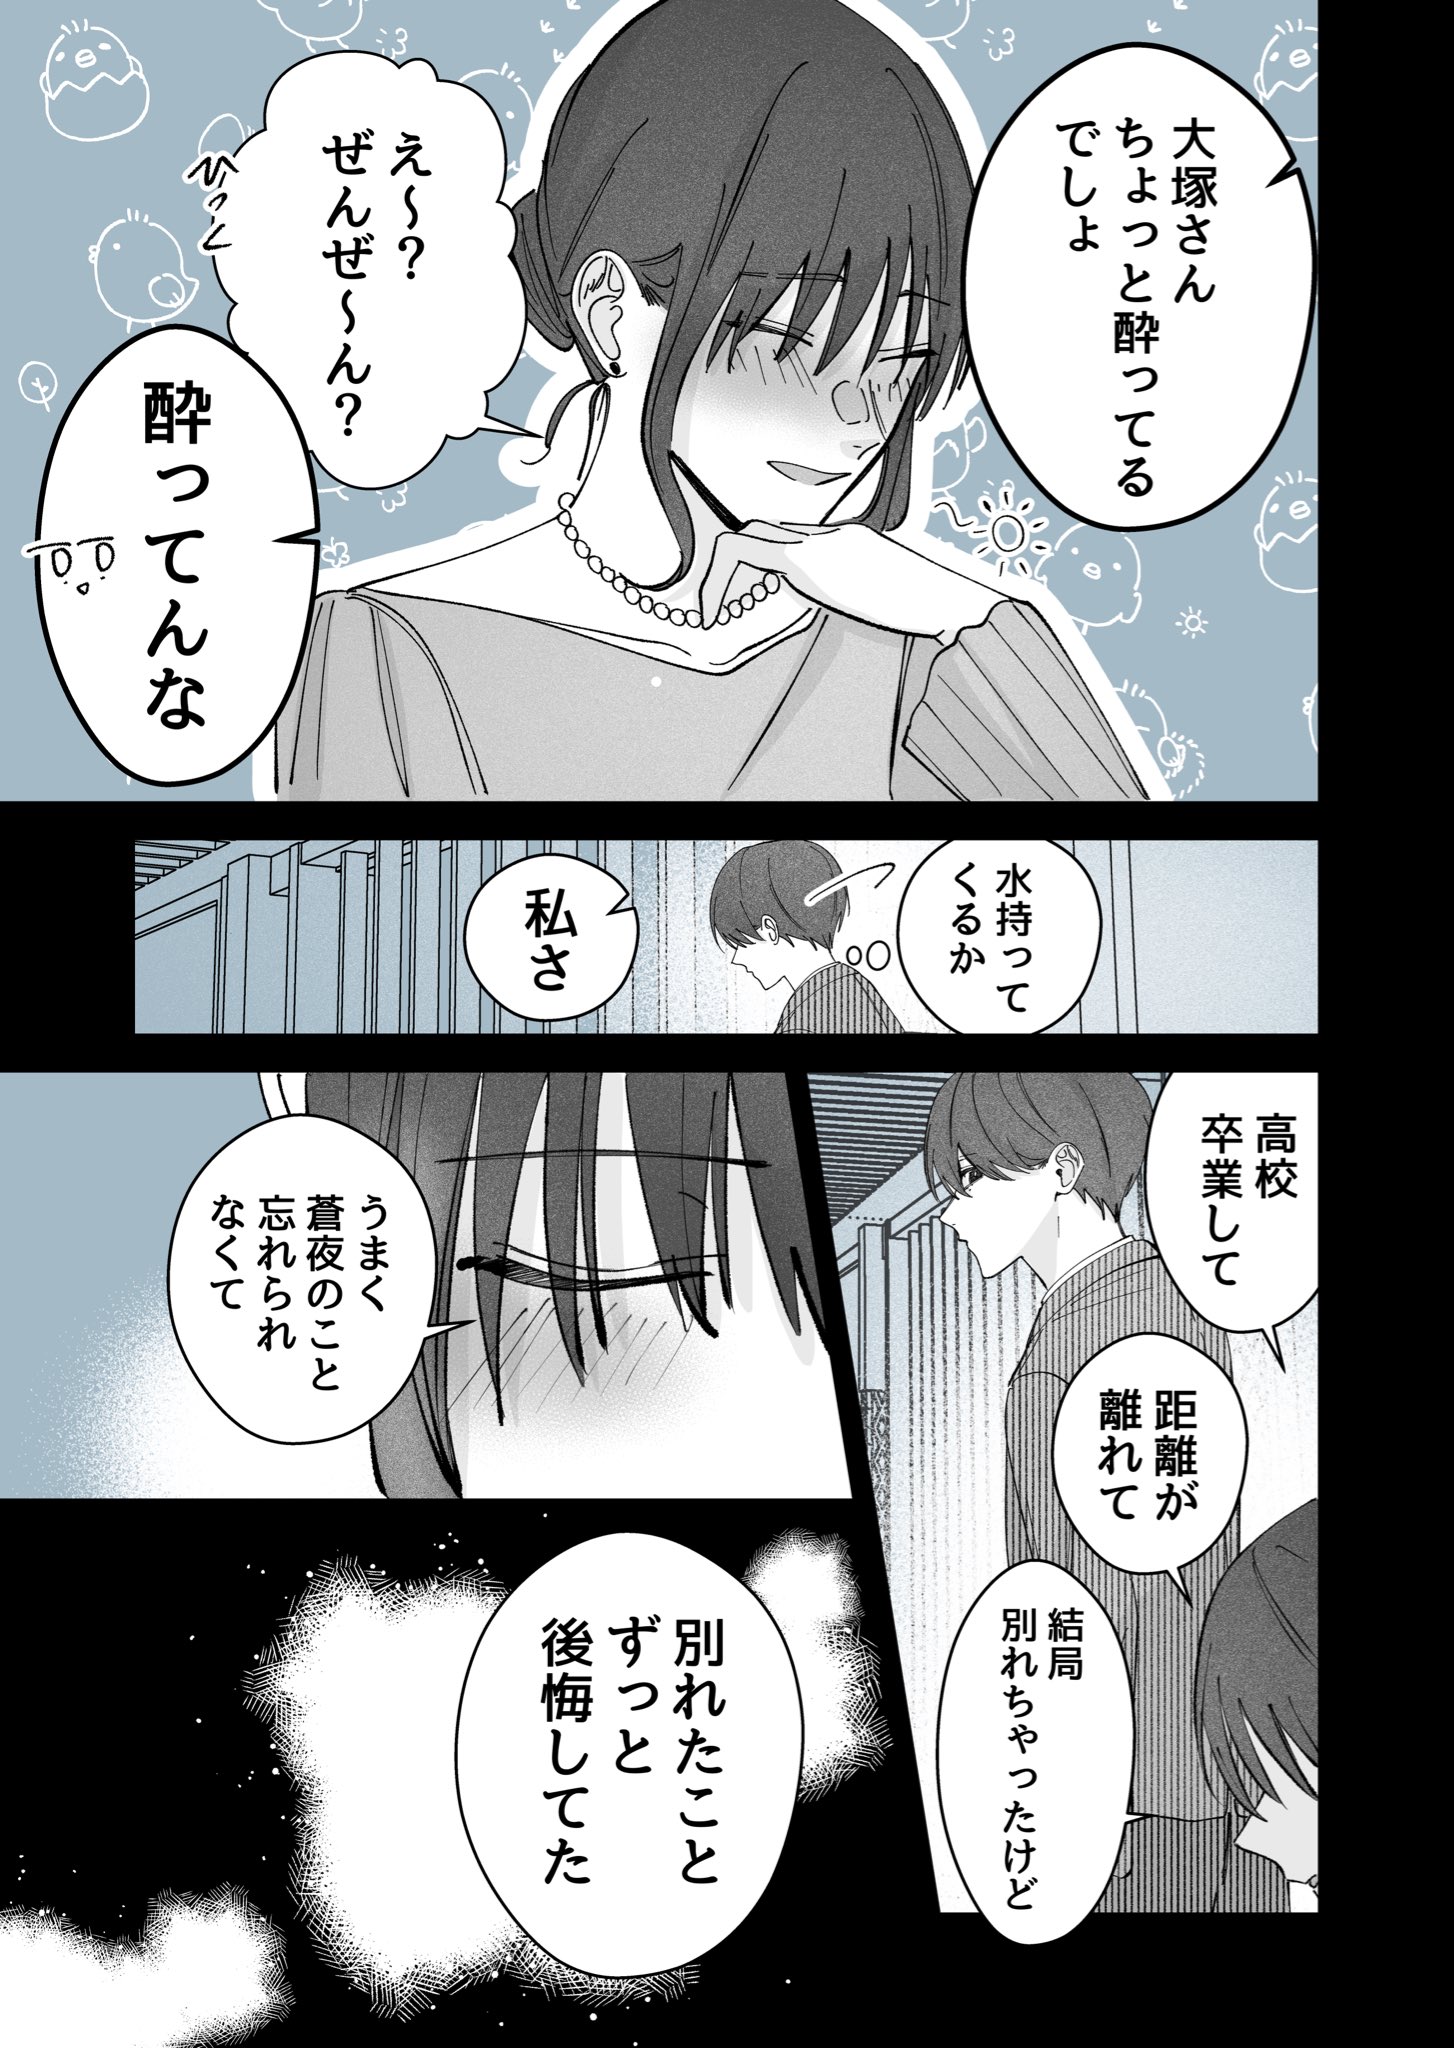 大塚さん
ちょっと酔ってる
でしょ
え〜？
ぜんぜ〜ん？
ひっく
酔ってんな
水持って
くるか
私さ
高校
卒業して
距離が
離れて
結局
別れちゃったけど
うまく
蒼夜のこと
忘れられ
なくて
別れたこと
ずっと
後悔してた